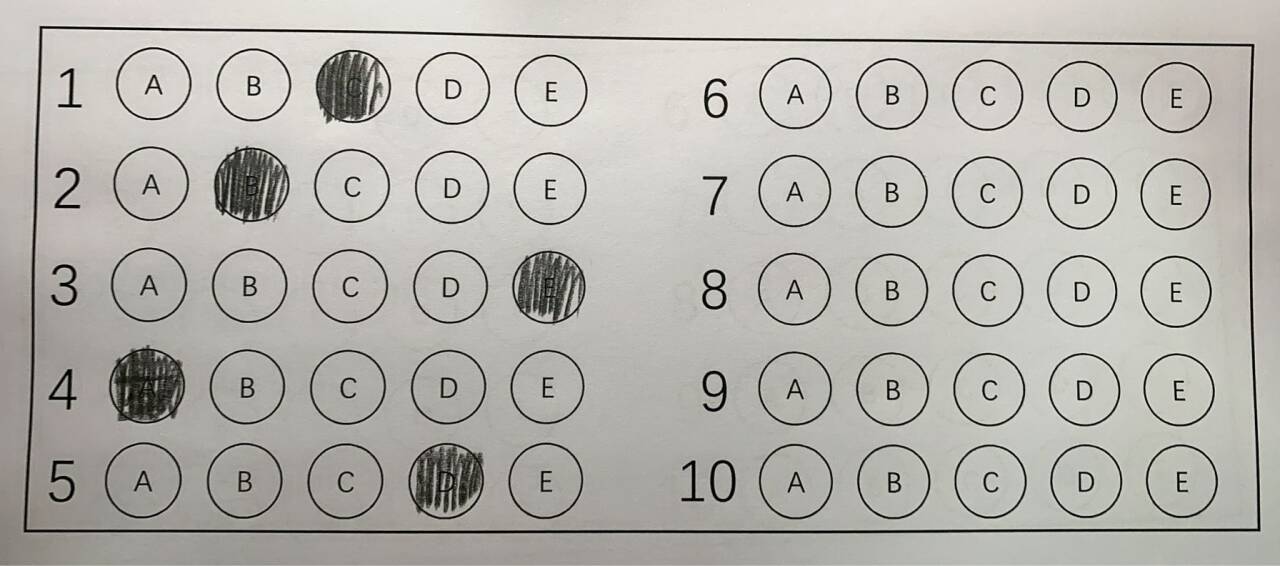 1 A B C D E 6 A B C D E
2 A B C D E 7 A B C D E
3 A B C D E 8 A B C D E
4 A B C D E 9 A B C D E
5 A B C D E 10 A B C D E